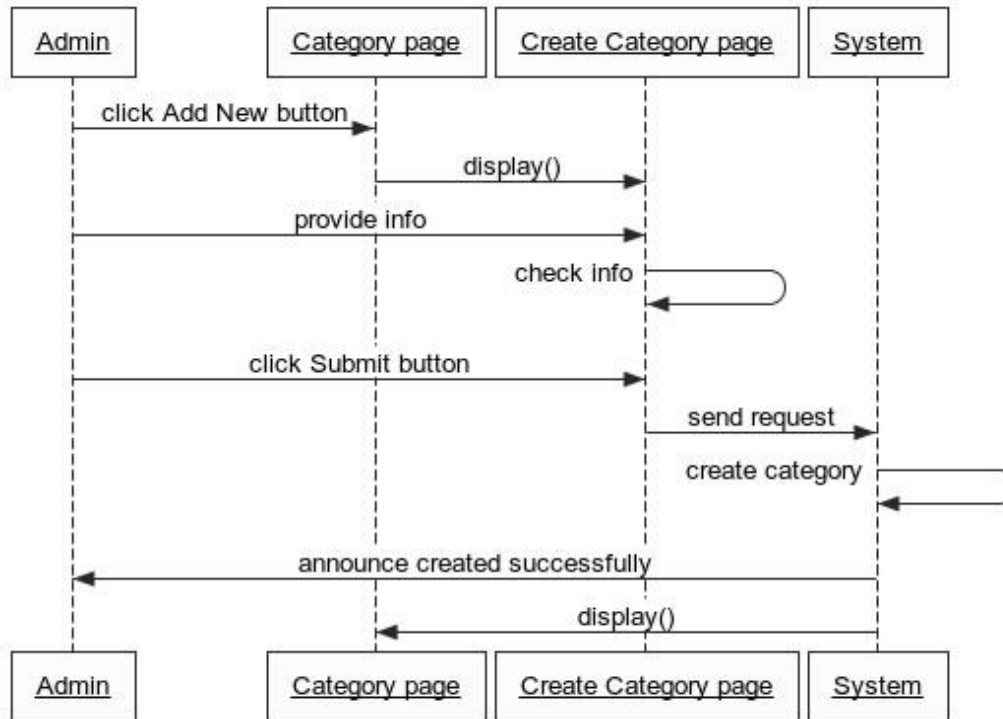 Admin
Category page
Create Category page
System
click Add New button
display()
provide info
check info
click Submit button
send request
create category
announce created successfully
display()
Admin
Category page
Create Category page
System